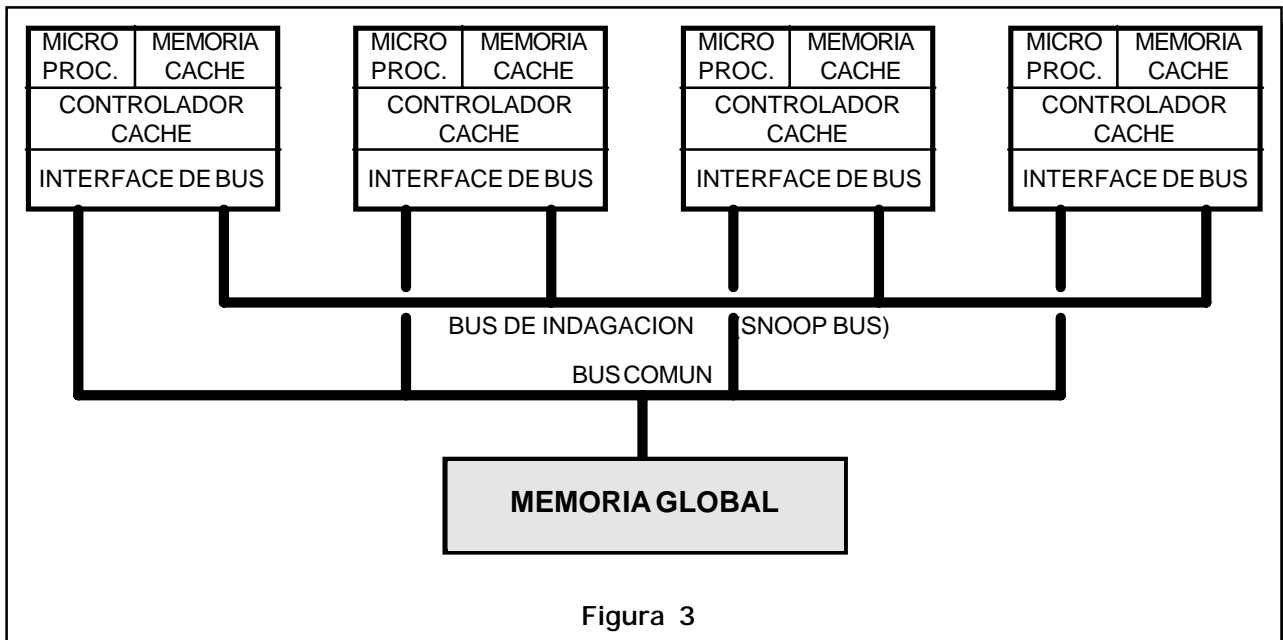 MICRO PROC.
MEMORIA CACHE
CONTROLADOR CACHE
INTERFACE DE BUS
MICRO PROC.
MEMORIA CACHE
CONTROLADOR CACHE
INTERFACE DE BUS
MICRO PROC.
MEMORIA CACHE
CONTROLADOR CACHE
INTERFACE DE BUS
MICRO PROC.
MEMORIA CACHE
CONTROLADOR CACHE
INTERFACE DE BUS
BUS DE INDAGACION (SNOOP BUS)
BUS COMUN
MEMORIA GLOBAL
Figura 3